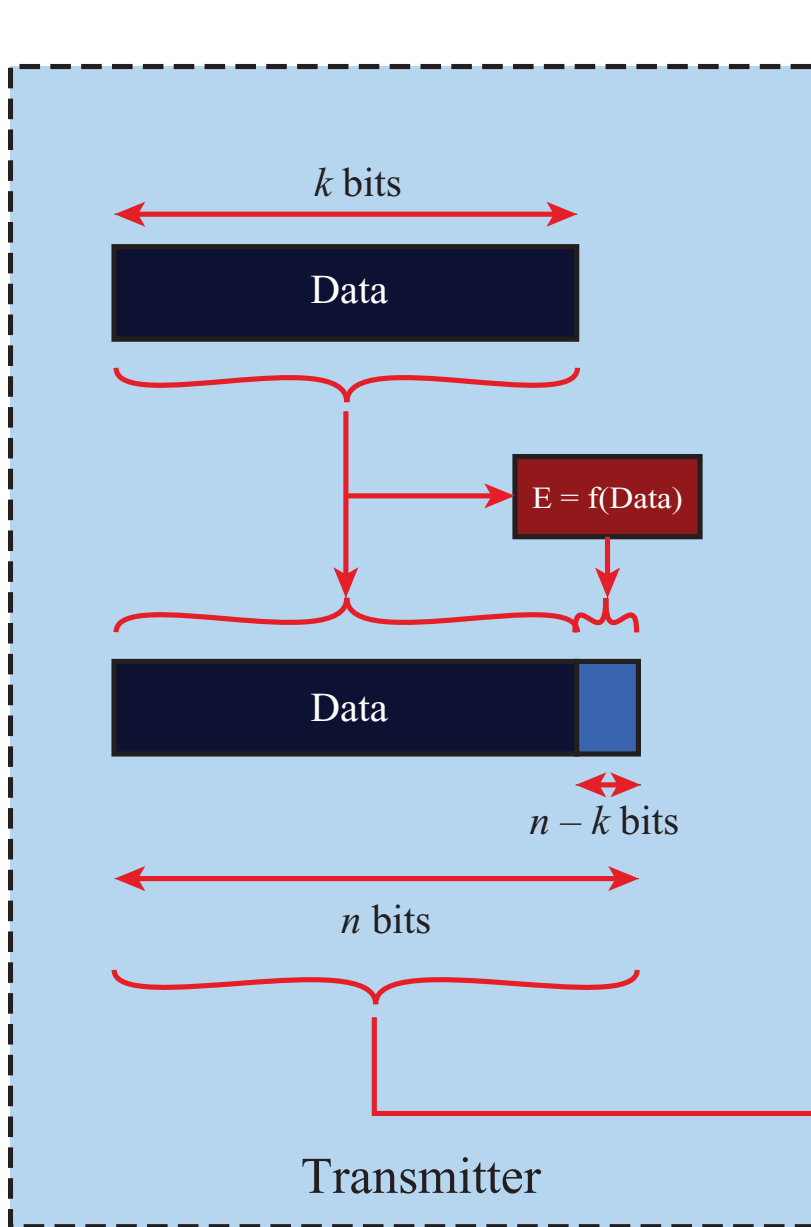 k bits
Data
E = f(Data)
Data
n – k bits
n bits
Transmitter